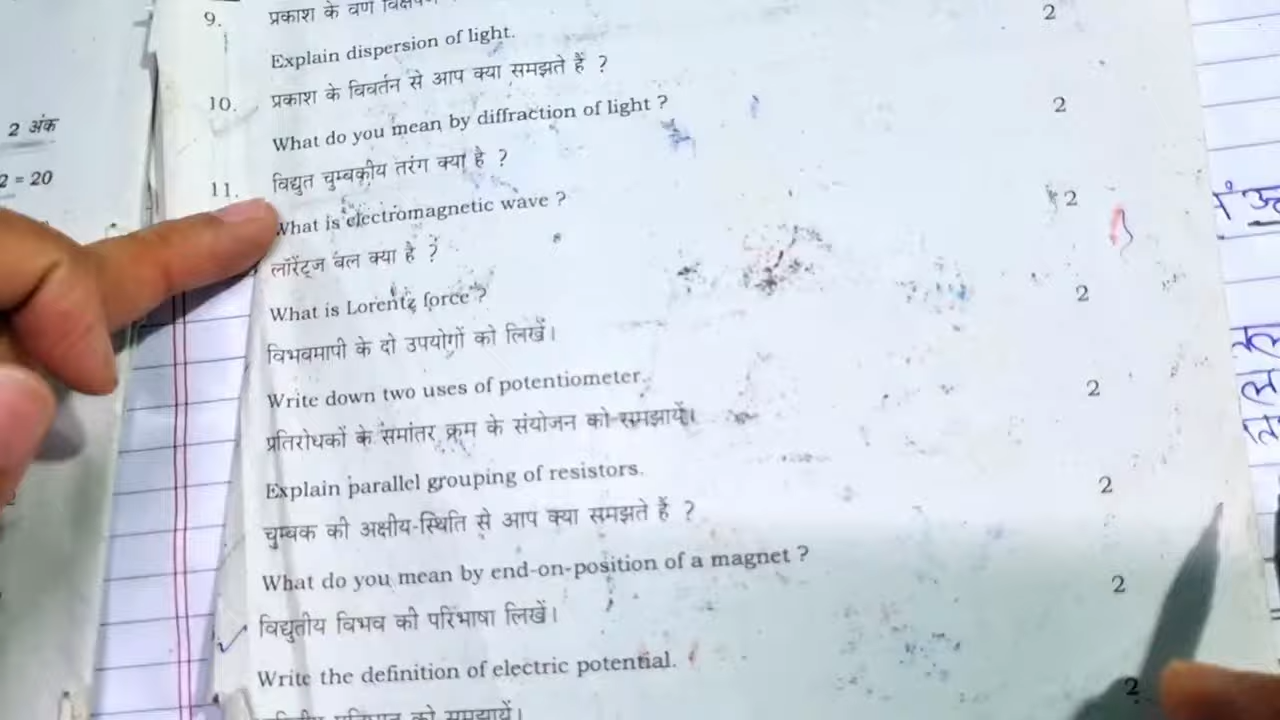 2 अंक
2 = 20
9. प्रकाश के वर्ण
2
Explain dispersion of light.
10. प्रकाश के विवर्तन से आप क्या समझते हैं ?
What do you mean by diffraction of light ?
2
11. विद्युत चुम्बकीय तरंग क्या है ?
What is electromagnetic wave ?
2
लॉरेंट्ज बल क्या है ?
What is Lorentz force ?
2
विभवमापी के दो उपयोगों को लिखें।
Write down two uses of potentiometer.
2
प्रतिरोधकों के समांतर क्रम के संयोजन को समझायें।
Explain parallel grouping of resistors.
2
चुम्बक की अक्षीय-स्थिति से आप क्या समझते हैं ?
What do you mean by end-on-position of a magnet ?
2
विद्युतीय विभव की परिभाषा लिखें।
Write the definition of electric potential.
2
को समझायें।